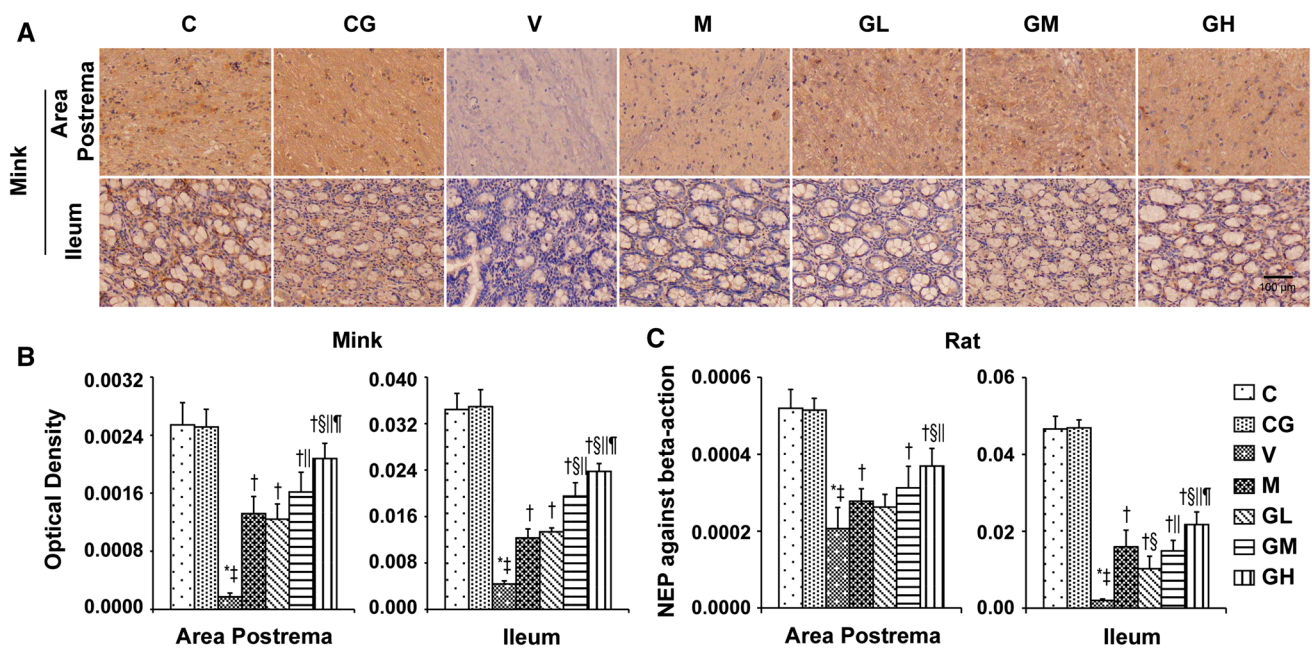 A
C CG V M GL GM GH
Mink
Area Postrema
Ileum
100 μm
B
Mink
Optical Density
0.0032
0.0024
0.0016
0.0008
0.0000
*‡
†
†
†||
†§||¶
Area Postrema
0.040
0.032
0.024
0.016
0.008
0.000
*‡
†
†
†§||
†§||¶
Ileum
C
Rat
NEP against beta-action
0.0006
0.0004
0.0002
0.0000
*‡
†
†
†§||
Area Postrema
0.06
0.04
0.02
0.00
*‡
†
†§
†||
†§||¶
Ileum
C
CG
V
M
GL
GM
GH